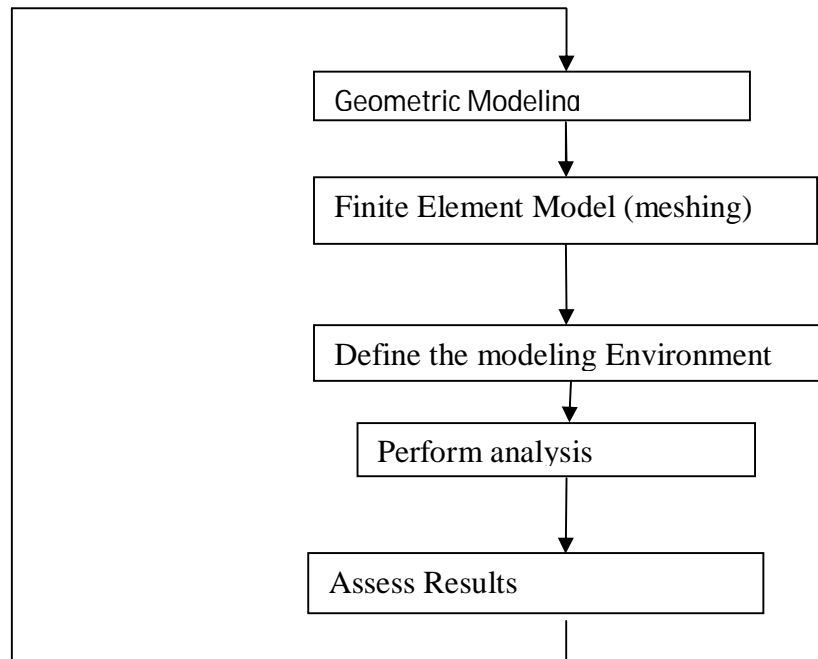 Geometric Modeling
Finite Element Model (meshing)
Define the modeling Environment
Perform analysis
Assess Results